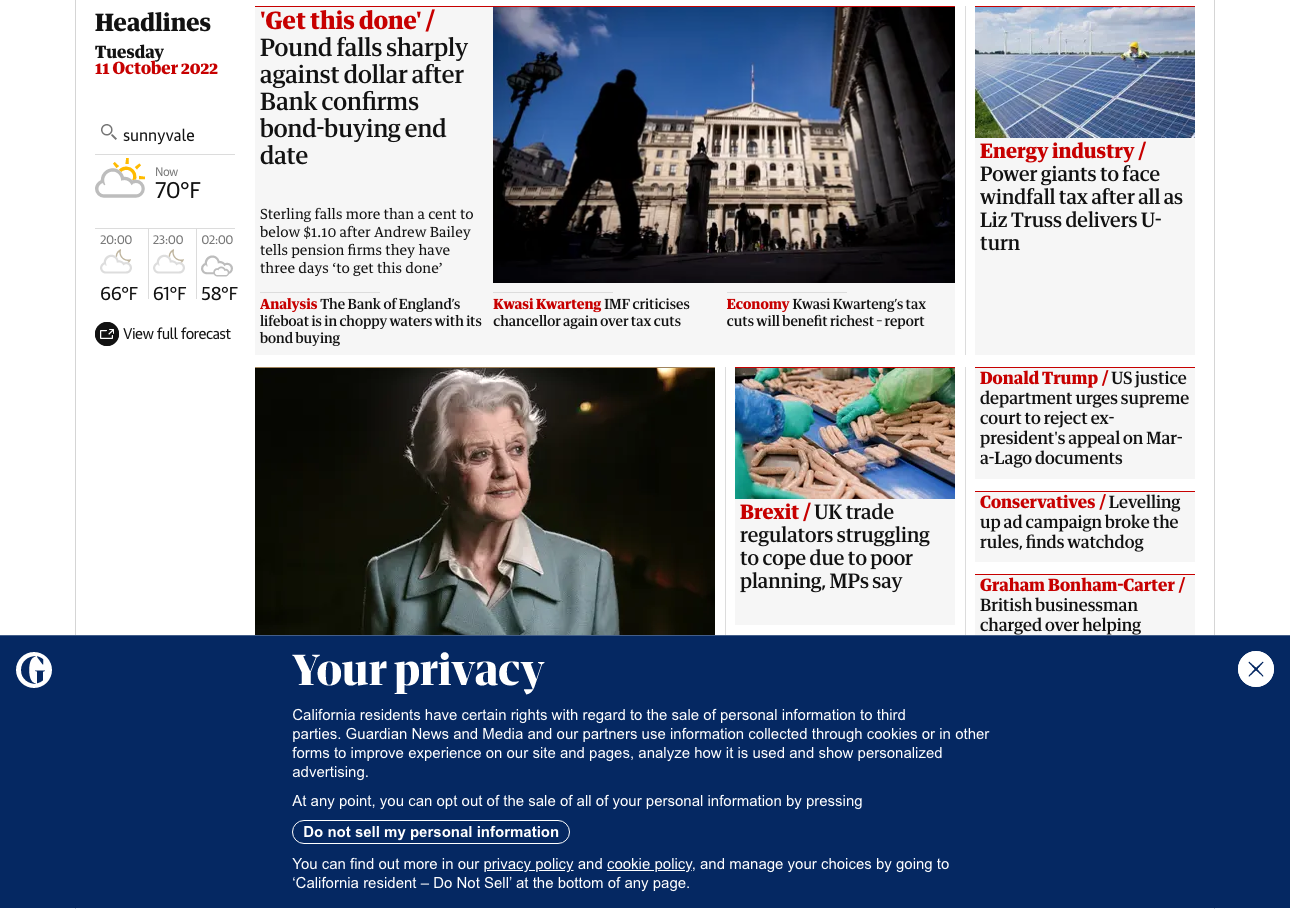 Headlines
Tuesday
11 October 2022
sunnyvale
Now
70°F
20:00
23:00
02:00
66°F
61°F
58°F
View full forecast
'Get this done' /
Pound falls sharply
against dollar after
Bank confirms
bond-buying end
date
Sterling falls more than a cent to
below $1.10 after Andrew Bailey
tells pension firms they have
three days ‘to get this done’
Analysis The Bank of England’s
lifeboat is in choppy waters with its
bond buying
Kwasi Kwarteng IMF criticises
chancellor again over tax cuts
Economy Kwasi Kwarteng’s tax
cuts will benefit richest – report
Energy industry /
Power giants to face
windfall tax after all as
Liz Truss delivers U-
turn
Brexit / UK trade
regulators struggling
to cope due to poor
planning, MPs say
Donald Trump / US justice
department urges supreme
court to reject ex-
president's appeal on Mar-
a-Lago documents
Conservatives / Levelling
up ad campaign broke the
rules, finds watchdog
Graham Bonham-Carter /
British businessman
charged over helping
Your privacy
California residents have certain rights with regard to the sale of personal information to third
parties. Guardian News and Media and our partners use information collected through cookies or in other
forms to improve experience on our site and pages, analyze how it is used and show personalized
advertising.
At any point, you can opt out of the sale of all of your personal information by pressing
Do not sell my personal information
You can find out more in our privacy policy and cookie policy, and manage your choices by going to
‘California resident – Do Not Sell’ at the bottom of any page.